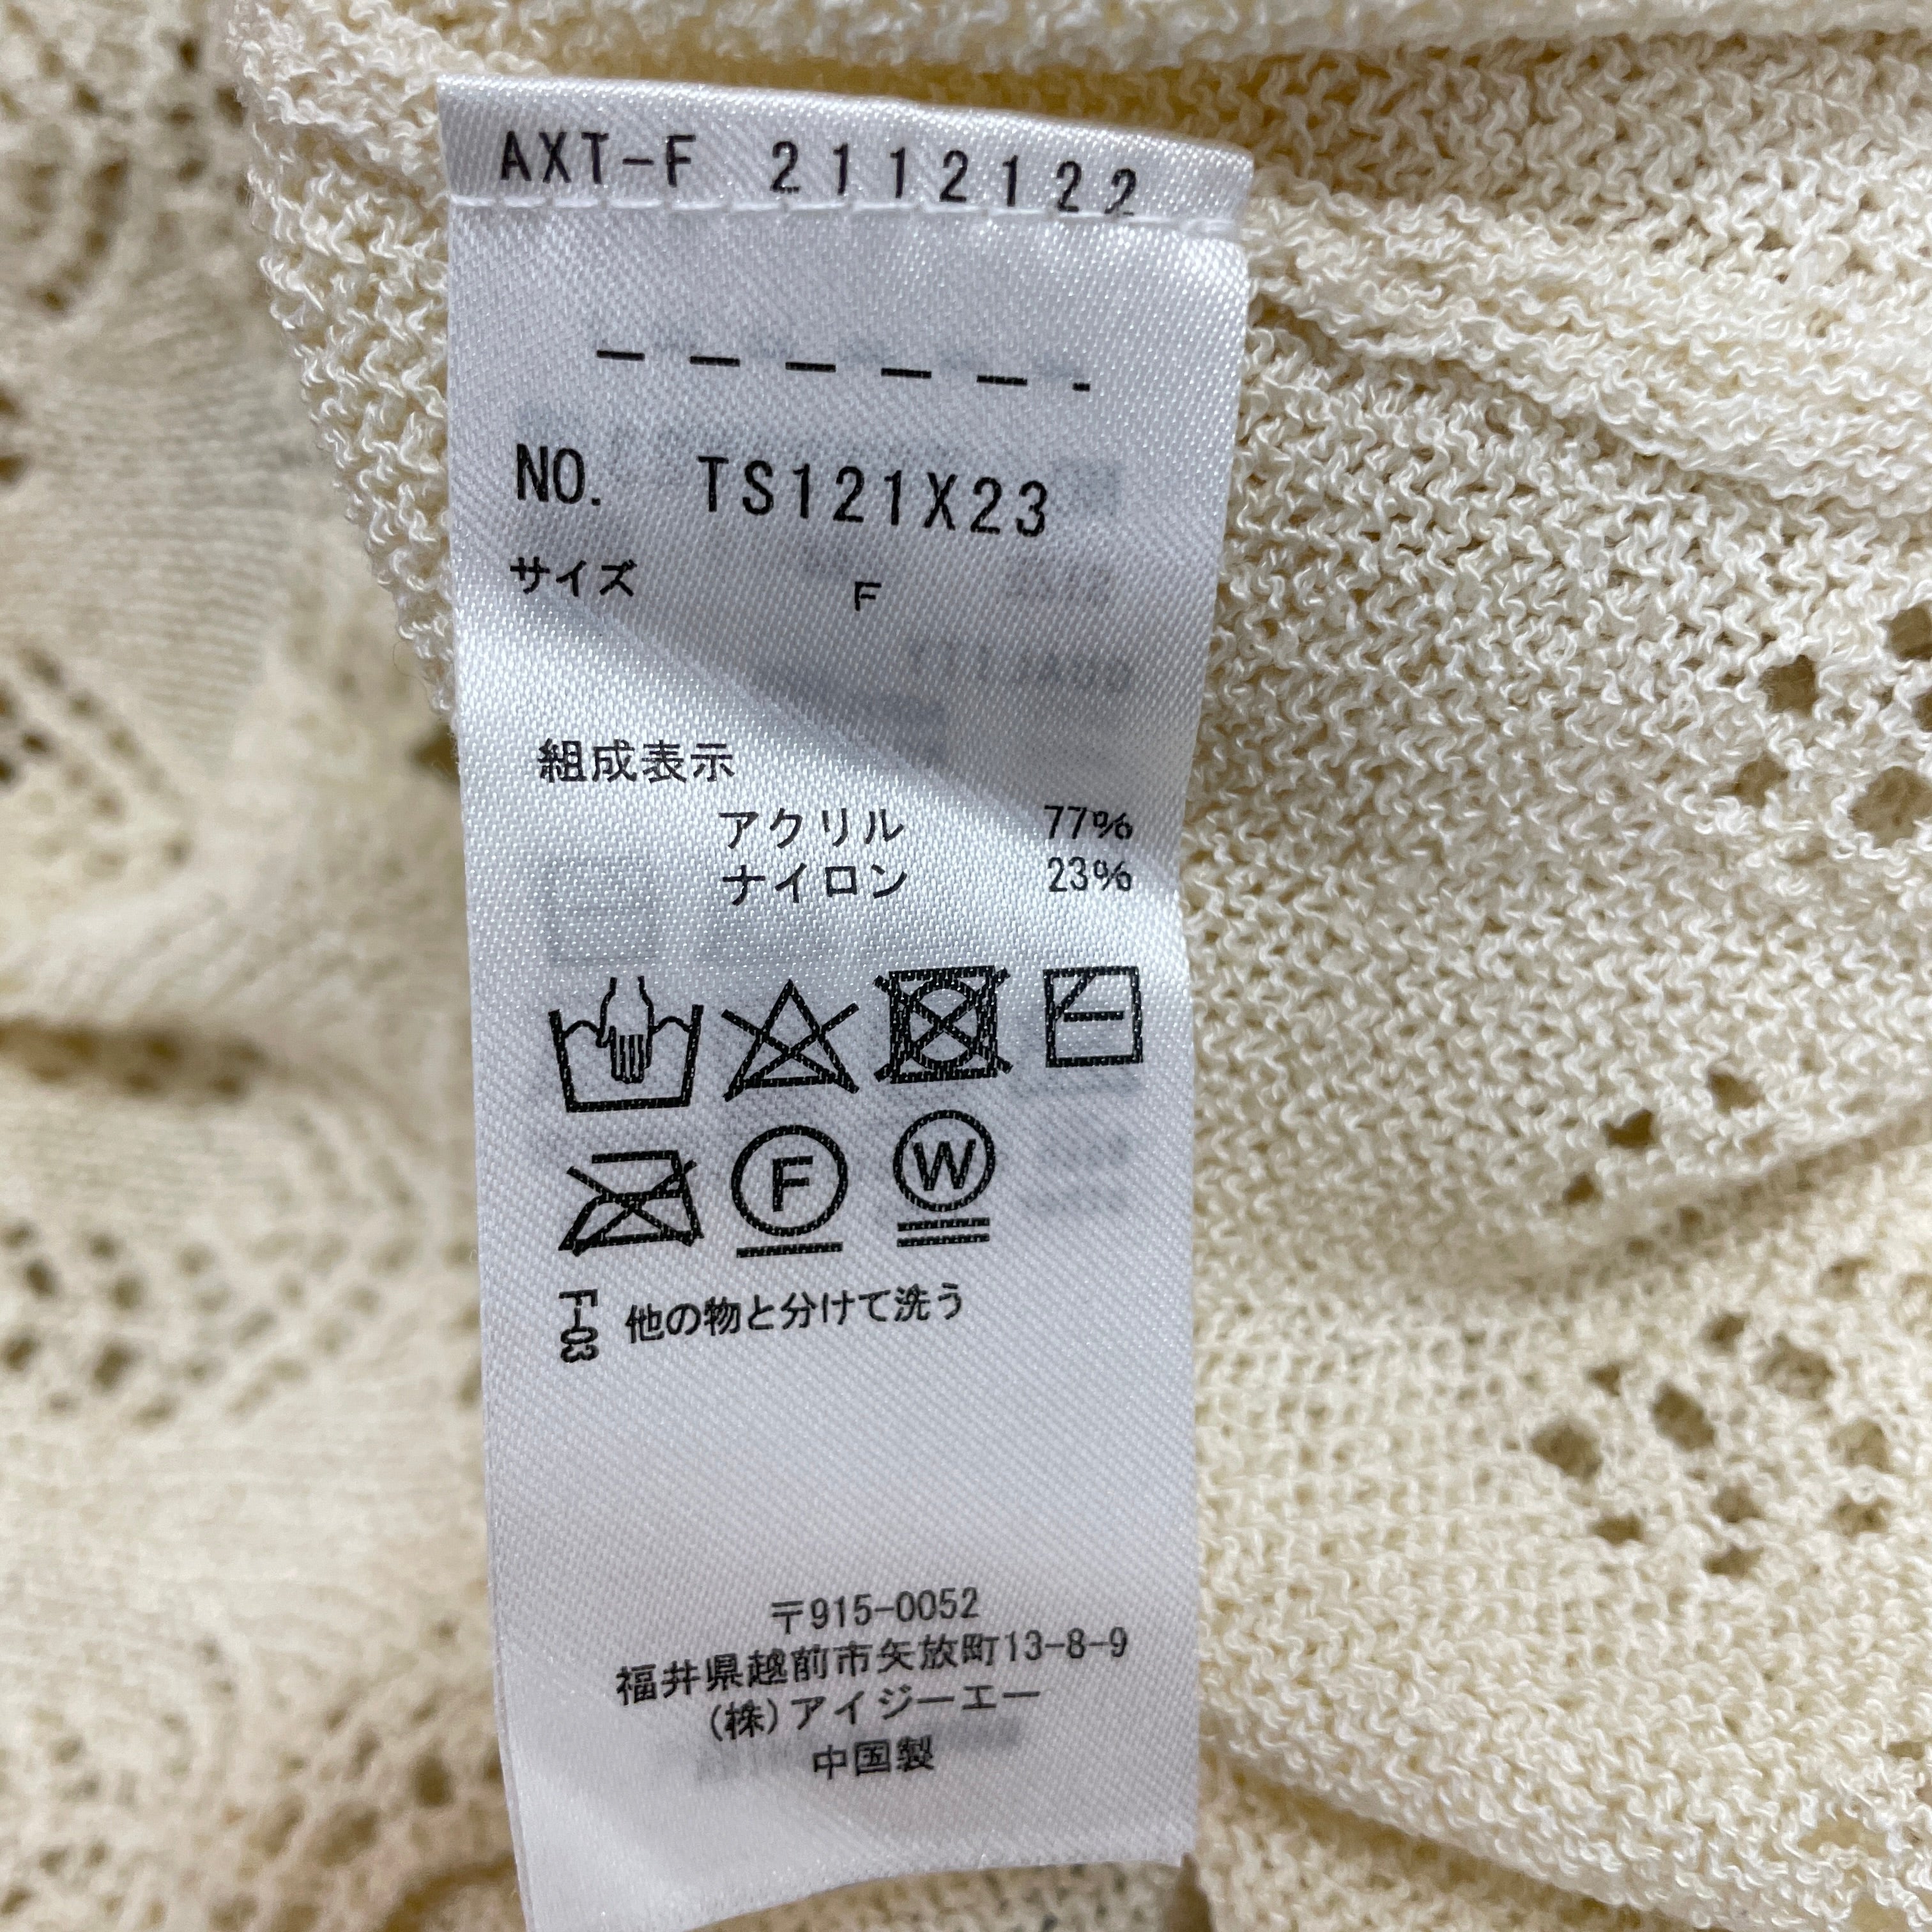 AXT-F 2112122
NO. TS121X23
サイズ F
組成表示
アクリル 77%
ナイロン 23%
F
W
F-03 他の物と分けて洗う
〒915-0052
福井県越前市矢放町13-8-9
(株)アイジーエー
中国製